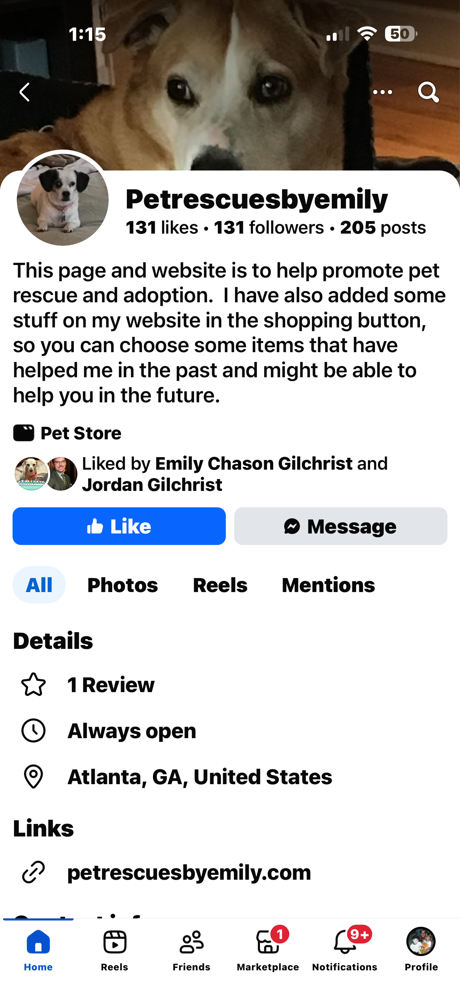 1:15
50
Petrescuesbyemily
131 likes • 131 followers • 205 posts
This page and website is to help promote pet
rescue and adoption.  I have also added some
stuff on my website in the shopping button,
so you can choose some items that have
helped me in the past and might be able to
help you in the future.
Pet Store
Liked by Emily Chason Gilchrist and
Jordan Gilchrist
Like
Message
All Photos Reels Mentions
Details
1 Review
Always open
Atlanta, GA, United States
Links
petrescuesbyemily.com
1 9+
Home Reels Friends Marketplace Notifications Profile